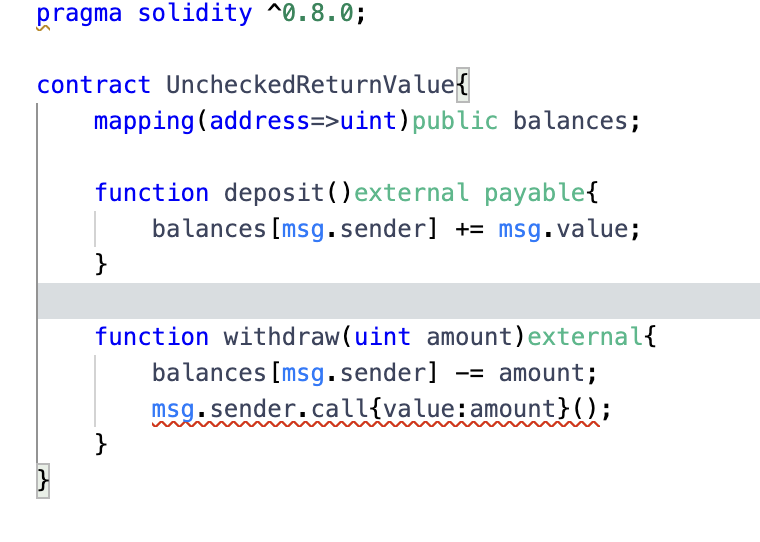 pragma solidity ^0.8.0;
contract UncheckedReturnValue{
mapping(address=>uint)public balances;
function deposit()external payable{
balances[msg.sender] += msg.value;
}
function withdraw(uint amount)external{
balances[msg.sender] -= amount;
msg.sender.call{value:amount}();
}
}